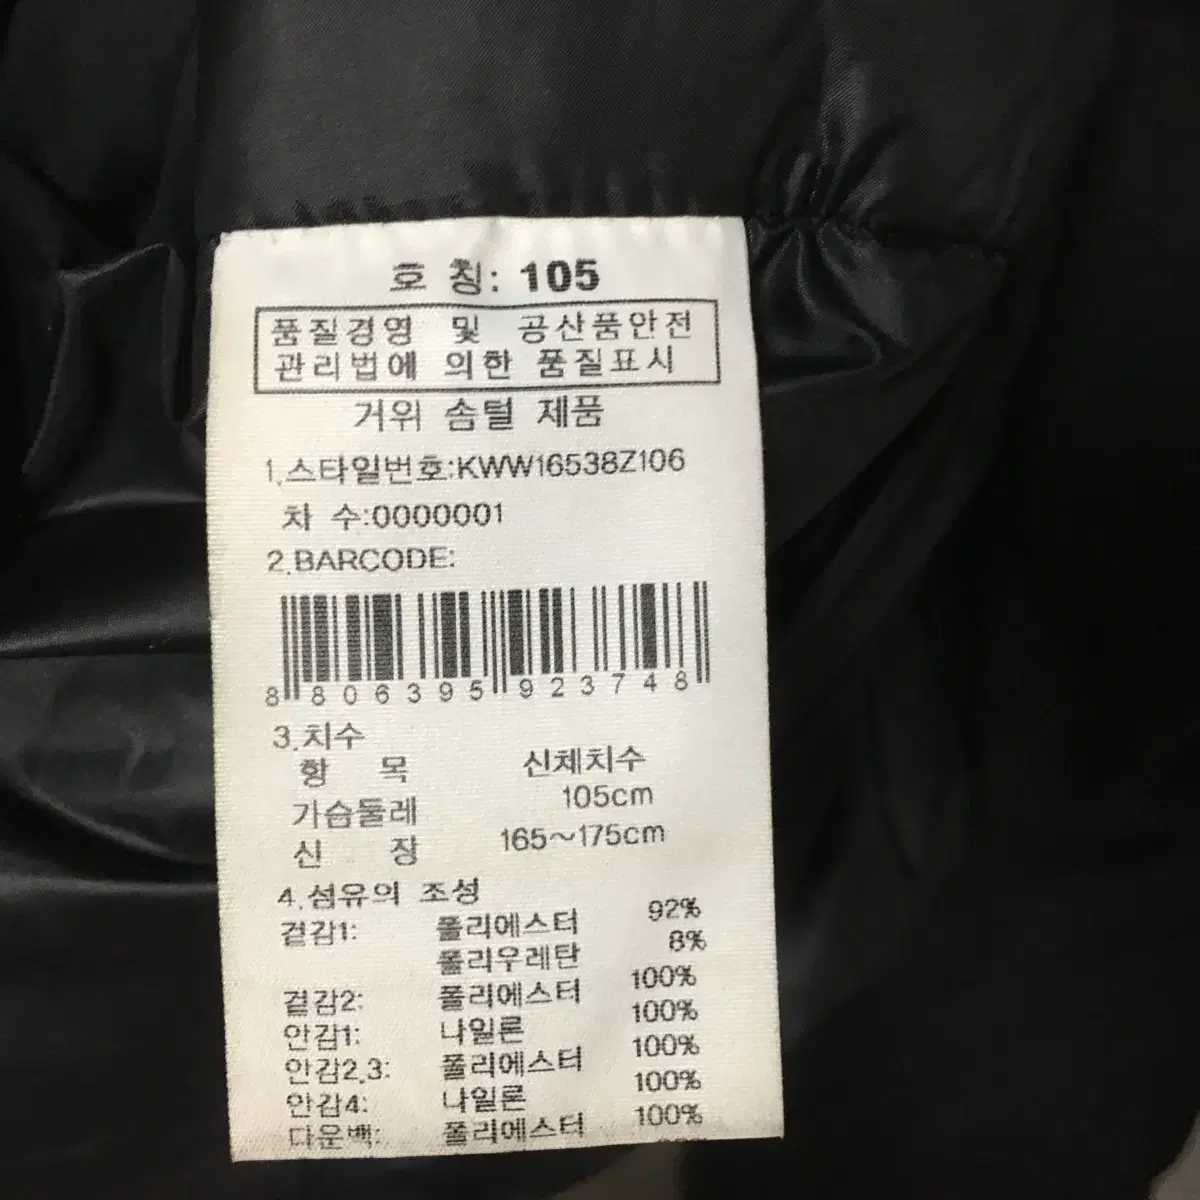 호 칭: 105
품질경영 및 공산품안전
관리법에 의한 품질표시
거위 솜털 제품
1.스타일번호:KWW16538Z106
차 수:0000001
2.BARCODE:
8 806395 923748
3.치수
항 목 신체치수
가슴둘레 105cm
신 장 165~175cm
4.섬유의 조성
겉감1: 폴리에스터 92%
폴리우레탄 8%
겉감2: 폴리에스터 100%
안감1: 나일론 100%
안감2,3: 폴리에스터 100%
안감4: 나일론 100%
다운백: 폴리에스터 100%